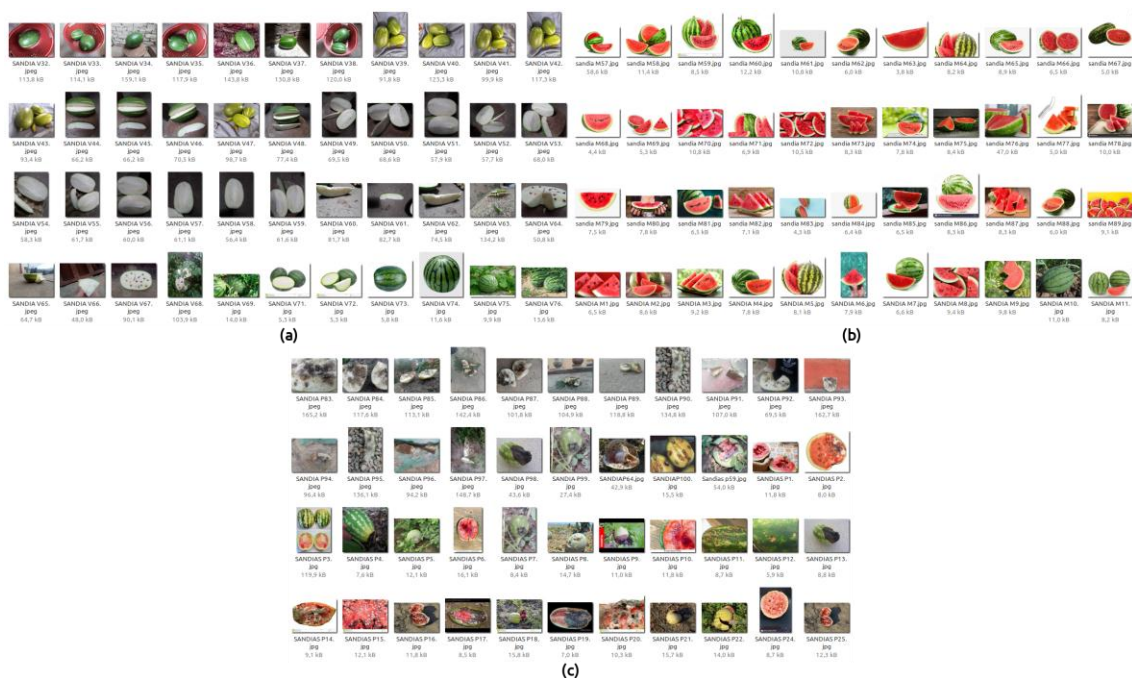 SANDIA V32. SANDIA V33. SANDIA V34. SANDIA V35. SANDIA V36. SANDIA V37. SANDIA V38. SANDIA V39. SANDIA V40. SANDIA V41. SANDIA V42.
jpeg jpeg jpeg jpeg jpeg jpeg jpeg jpeg jpeg jpeg jpeg
113,8 kB 114,1 kB 159,1 kB 117,9 kB 143,8 kB 130,8 kB 120,0 kB 91,8 kB 123,3 kB 99,9 kB 117,3 kB
SANDIA V43. SANDIA V44. SANDIA V45. SANDIA V46. SANDIA V47. SANDIA V48. SANDIA V49. SANDIA V50. SANDIA V51. SANDIA V52. SANDIA V53.
jpeg jpeg jpeg jpeg jpeg jpeg jpeg jpeg jpeg jpeg jpeg
93,4 kB 66,2 kB 66,2 kB 70,5 kB 98,7 kB 77,4 kB 69,5 kB 68,6 kB 57,9 kB 57,7 kB 68,0 kB
SANDIA V54. SANDIA V55. SANDIA V56. SANDIA V57. SANDIA V58. SANDIA V59. SANDIA V60. SANDIA V61. SANDIA V62. SANDIA V63. SANDIA V64.
jpeg jpeg jpeg jpeg jpeg jpeg jpeg jpeg jpeg jpeg jpeg
58,3 kB 61,7 kB 60,0 kB 61,1 kB 56,4 kB 61,6 kB 81,7 kB 82,7 kB 74,5 kB 134,2 kB 50,8 kB
SANDIA V65. SANDIA V66. SANDIA V67. SANDIA V68. SANDIA V69. SANDIA V71. SANDIA V72. SANDIA V73. SANDIA V74. SANDIA V75. SANDIA V76.
jpeg jpeg jpeg jpeg jpg jpg jpg jpg jpg jpg jpg
64,7 kB 48,0 kB 90,1 kB 103,9 kB 14,0 kB 5,3 kB 5,3 kB 5,8 kB 11,6 kB 9,9 kB 13,6 kB
(a)
sandia M57.jpg sandia M58.jpg sandia M59.jpg sandia M60.jpg sandia M61.jpg sandia M62.jpg sandia M63.jpg sandia M64.jpg sandia M65.jpg sandia M66.jpg sandia M67.jpg
58,6 kB 11,4 kB 8,5 kB 12,2 kB 10,8 kB 6,0 kB 3,8 kB 8,2 kB 8,9 kB 6,5 kB 5,0 kB
sandia M68.jpg sandia M69.jpg sandia M70.jpg sandia M71.jpg sandia M72.jpg sandia M73.jpg sandia M74.jpg sandia M75.jpg sandia M76.jpg sandia M77.jpg sandia M78.jpg
4,4 kB 5,3 kB 10,8 kB 6,9 kB 10,5 kB 8,3 kB 7,8 kB 8,4 kB 47,0 kB 5,0 kB 10,0 kB
sandia M79.jpg sandia M80.jpg sandia M81.jpg sandia M82.jpg sandia M83.jpg sandia M84.jpg sandia M85.jpg sandia M86.jpg sandia M87.jpg sandia M88.jpg sandia M89.jpg
7,5 kB 7,8 kB 6,3 kB 7,1 kB 4,3 kB 6,4 kB 6,5 kB 8,3 kB 8,3 kB 6,0 kB 9,1 kB
SANDIA M1.jpg SANDIA M2.jpg SANDIA M3.jpg SANDIA M4.jpg SANDIA M5.jpg SANDIA M6.jpg SANDIA M7.jpg SANDIA M8.jpg SANDIA M9.jpg SANDIA M10. SANDIA M11.
jpg jpg
6,5 kB 8,6 kB 9,2 kB 7,8 kB 8,1 kB 7,9 kB 6,6 kB 9,4 kB 9,8 kB 11,0 kB 8,2 kB
(b)
SANDIA P83. SANDIA P84. SANDIA P85. SANDIA P86. SANDIA P87. SANDIA P88. SANDIA P89. SANDIA P90. SANDIA P91. SANDIA P92. SANDIA P93.
jpeg jpeg jpeg jpeg jpeg jpeg jpeg jpeg jpeg jpeg jpeg
165,2 kB 117,6 kB 113,1 kB 142,4 kB 101,8 kB 104,9 kB 118,8 kB 134,8 kB 107,0 kB 89,5 kB 162,7 kB
SANDIA P94. SANDIA P95. SANDIA P96. SANDIA P97. SANDIA P98. SANDIA P99. SANDIAP64.jpg SANDIAP100. Sandias p59.jpg SANDIAS P1. SANDIAS P2.
jpeg jpeg jpeg jpeg jpg jpg jpg jpg jpg
96,4 kB 136,1 kB 94,2 kB 148,7 kB 43,6 kB 27,4 kB 42,9 kB 15,5 kB 54,0 kB 11,8 kB 8,0 kB
SANDIAS P3. SANDIAS P4. SANDIAS P5. SANDIAS P6. SANDIAS P7. SANDIAS P8. SANDIAS P9. SANDIAS P10. SANDIAS P11. SANDIAS P12. SANDIAS P13.
jpg jpg jpg jpg jpg jpg jpg jpg jpg jpg jpg
119,9 kB 7,6 kB 12,1 kB 16,1 kB 8,4 kB 14,7 kB 11,0 kB 11,8 kB 8,7 kB 5,9 kB 8,8 kB
SANDIAS P14. SANDIAS P15. SANDIAS P16. SANDIAS P17. SANDIAS P18. SANDIAS P19. SANDIAS P20. SANDIAS P21. SANDIAS P22. SANDIAS P24. SANDIAS P25.
jpg jpg jpg jpg jpg jpg jpg jpg jpg jpg jpg
9,1 kB 12,1 kB 11,8 kB 8,5 kB 15,8 kB 7,0 kB 10,3 kB 15,7 kB 14,0 kB 8,7 kB 12,3 kB
(c)